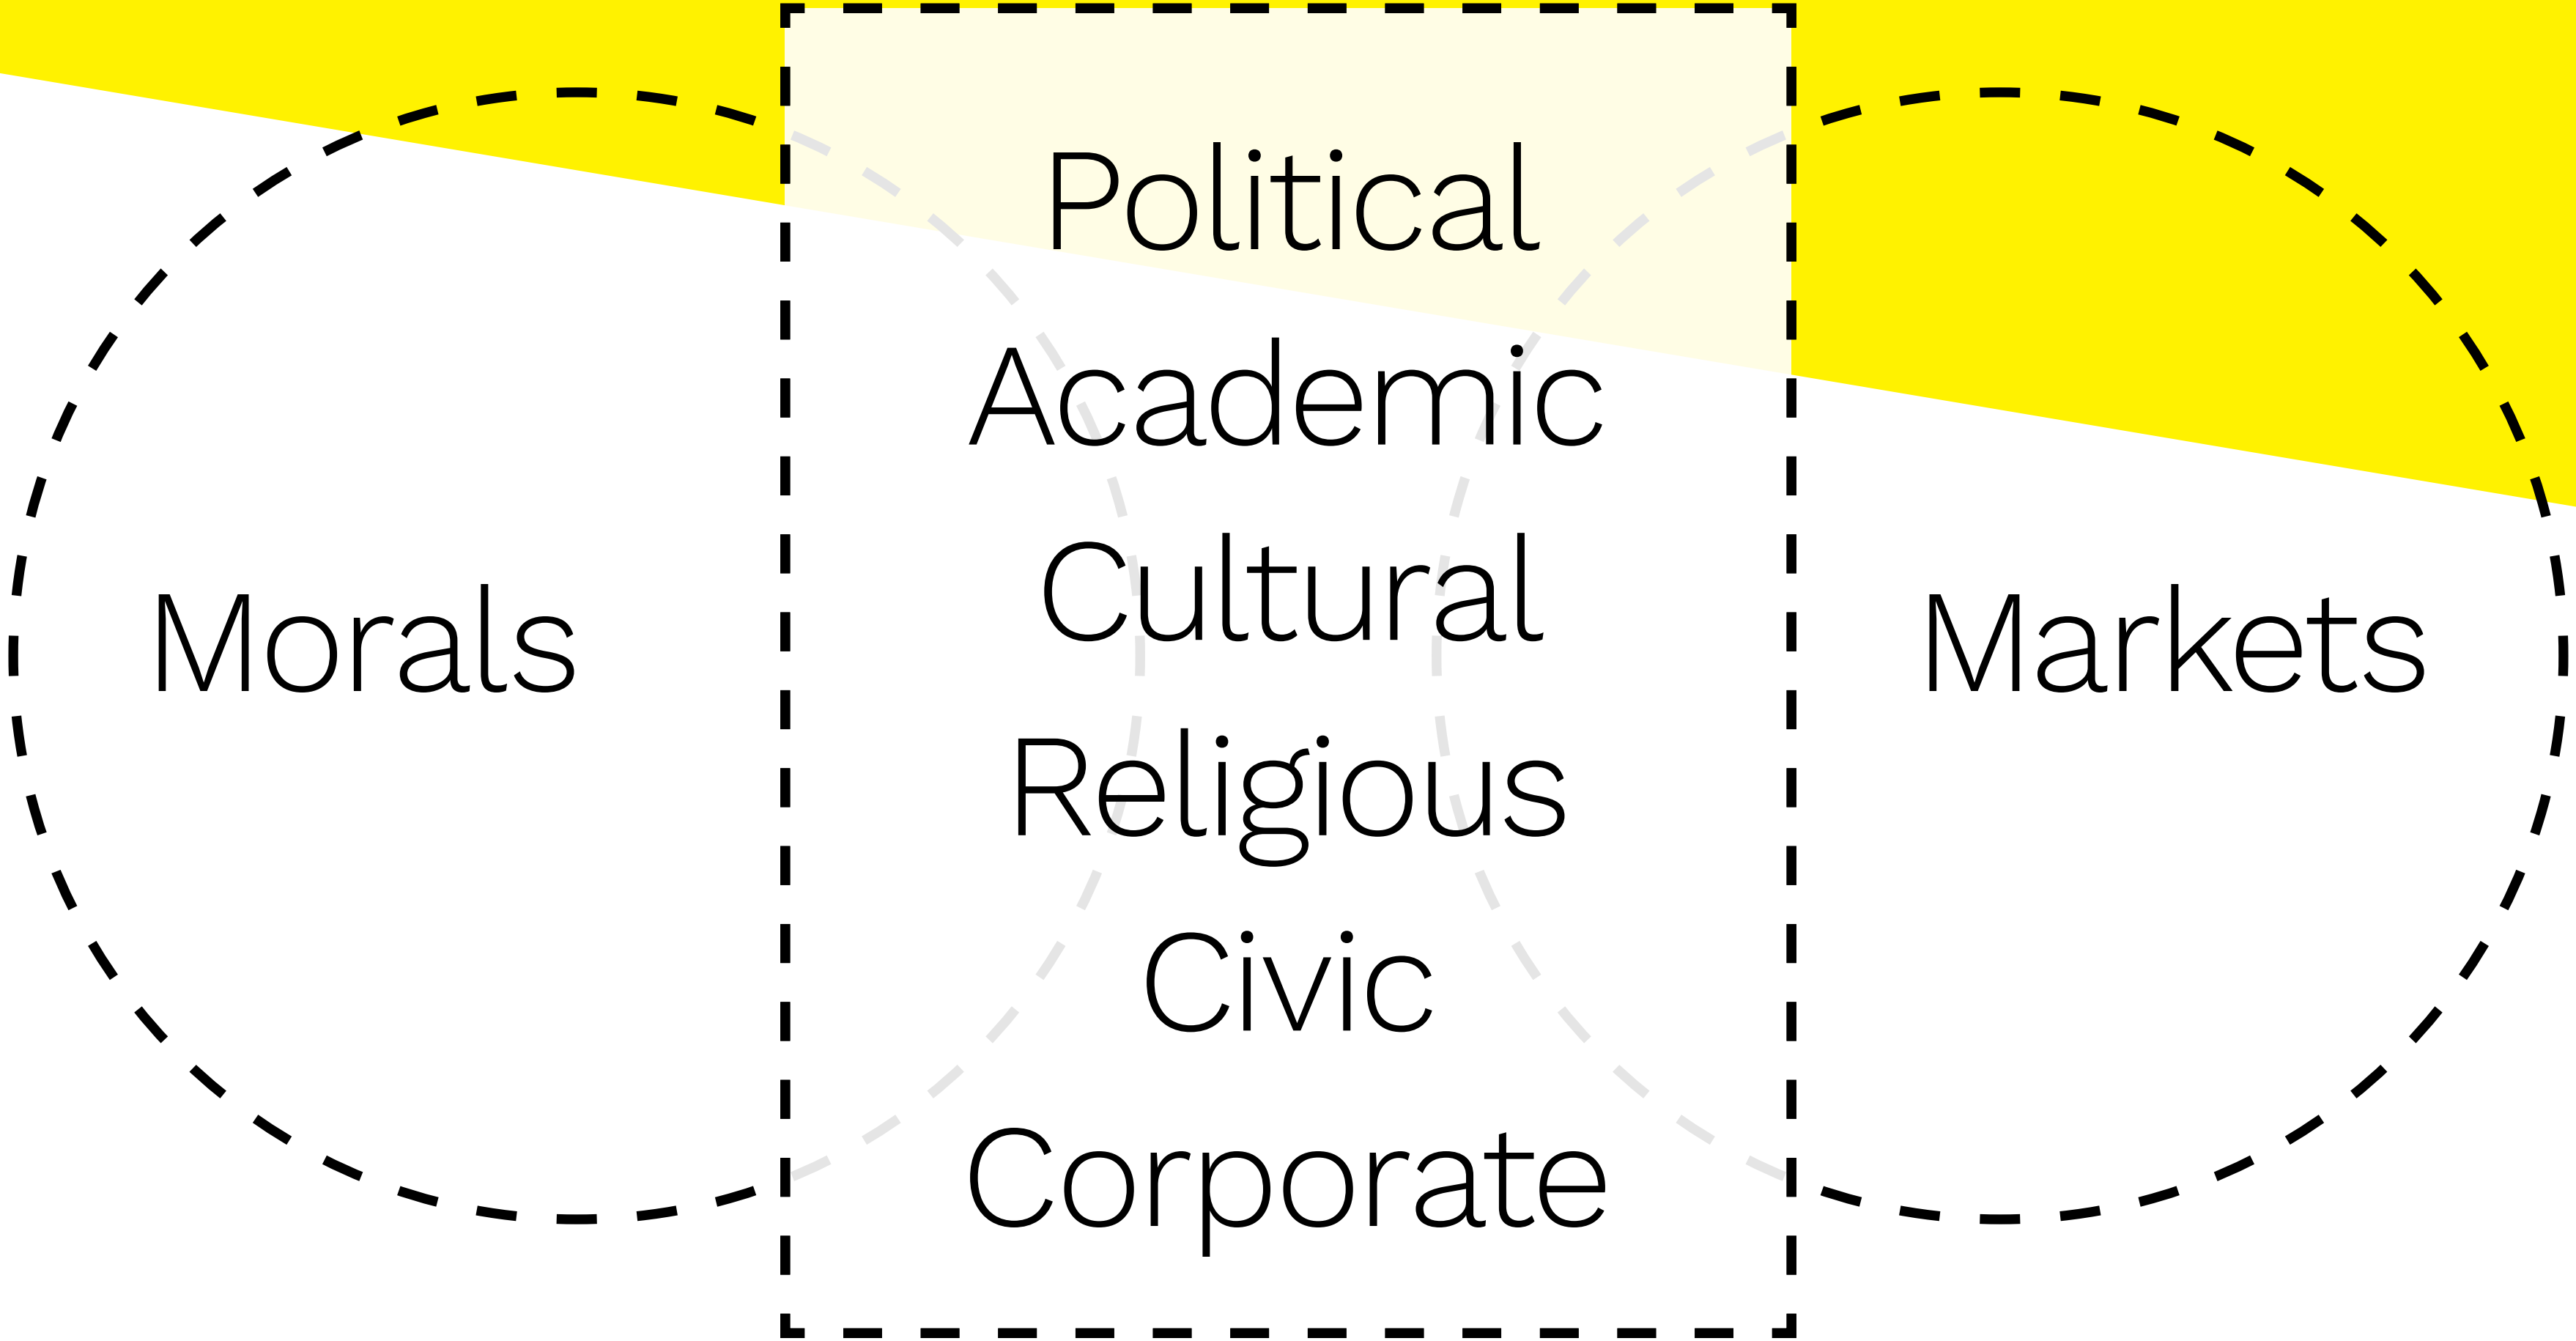 Morals
Political
Academic
Cultural
Religious
Civic
Corporate
Markets